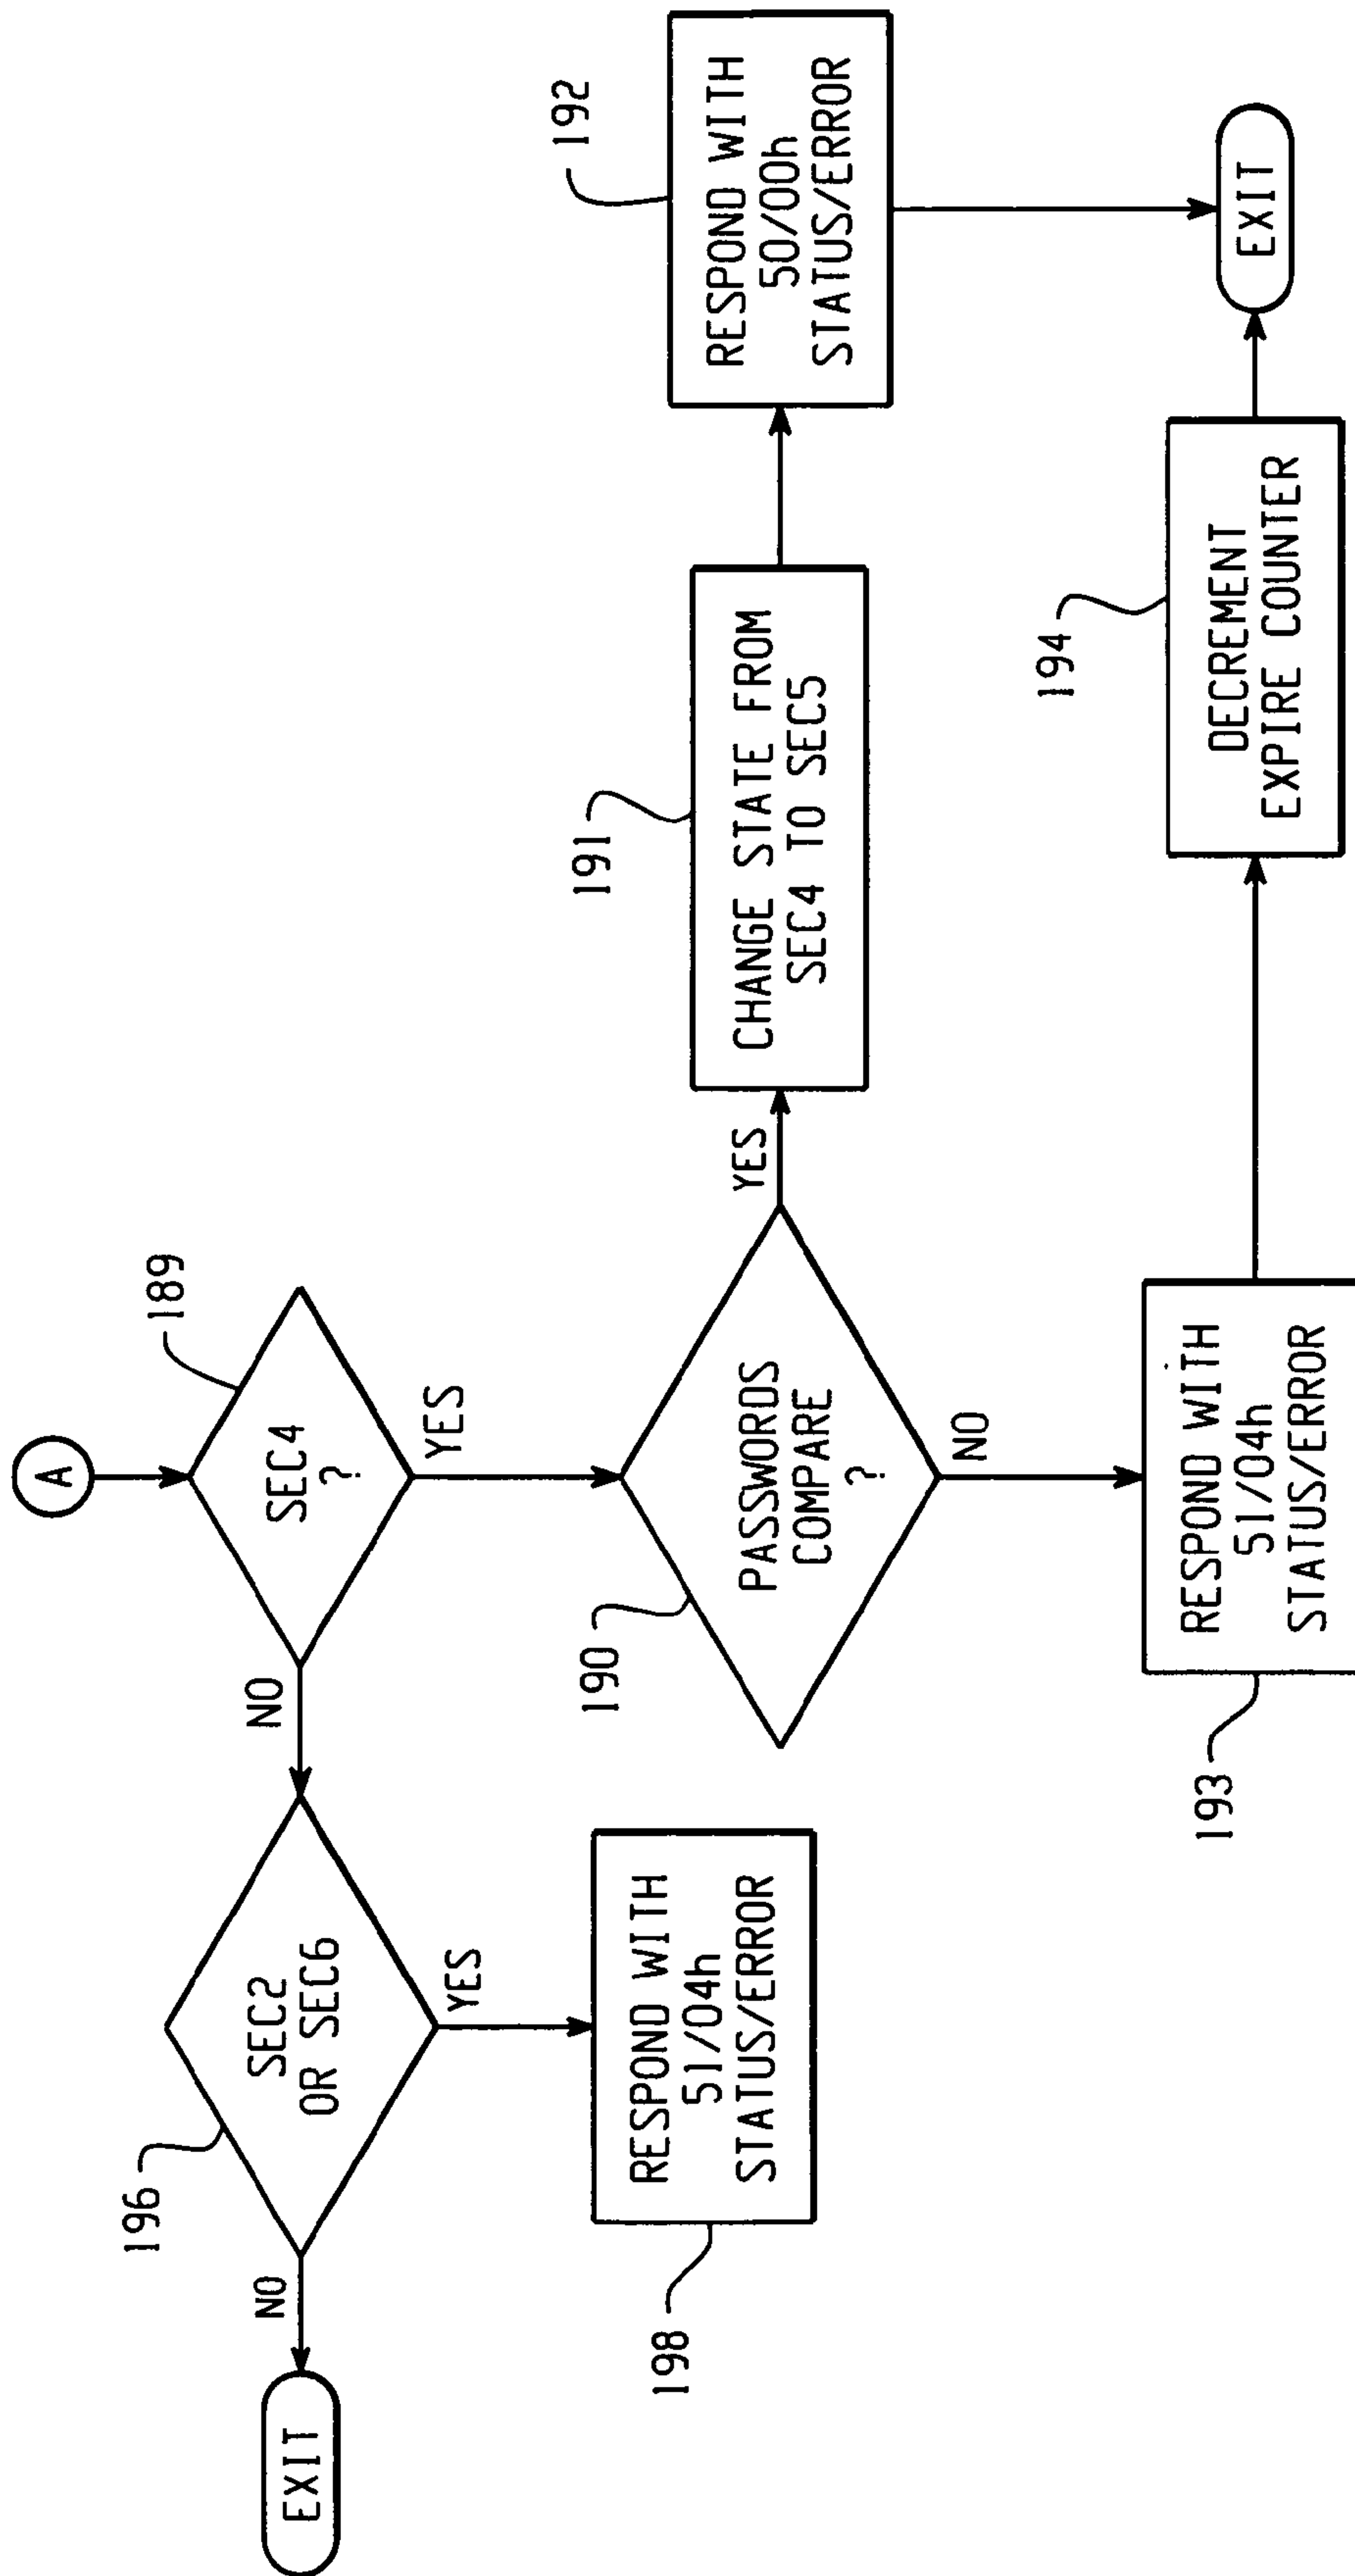 A
189
SEC4
?
NO
YES
196
SEC2
OR SEC6
NO
EXIT
YES
198
RESPOND WITH
51/04h
STATUS/ERROR
190
PASSWORDS
COMPARE
?
YES
191
CHANGE STATE FROM
SEC4 TO SEC5
192
RESPOND WITH
50/00h
STATUS/ERROR
NO
193
RESPOND WITH
51/04h
STATUS/ERROR
194
DECREMENT
EXPIRE COUNTER
EXIT